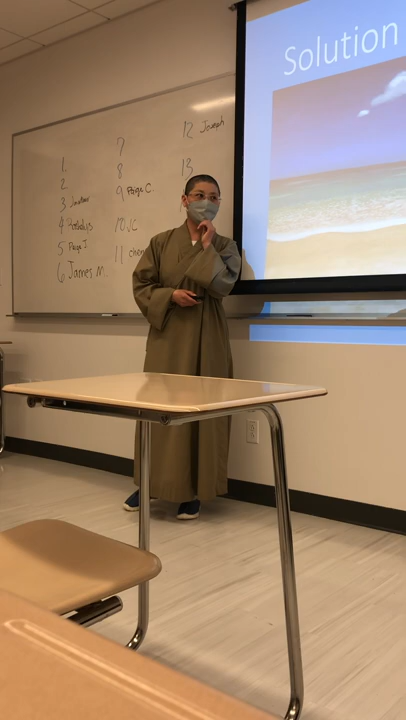 Solution
1
2
3 Jonathan
4
5 Paige I
6 James M.
7
8
9 Paige C.
10 JC
11 chen
12 Joseph
13